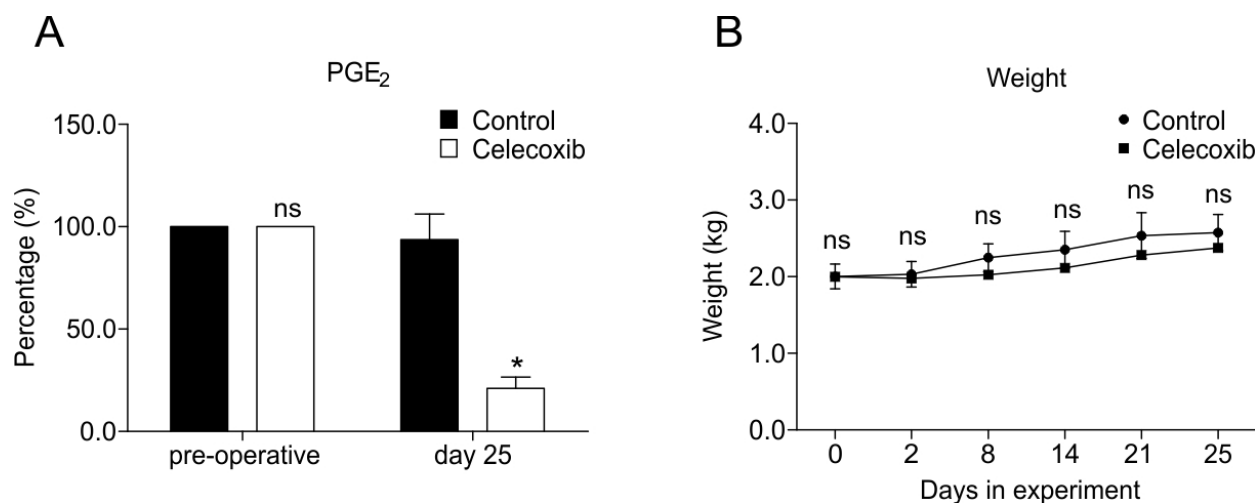 A
PGE₂
Control
Celecoxib
150.0
100.0
50.0
0.0
Percentage (%)
ns
*
pre-operative
day 25
B
Weight
Control
Celecoxib
4.0
3.0
2.0
1.0
0.0
Weight (kg)
ns ns ns ns ns ns
0 2 8 14 21 25
Days in experiment